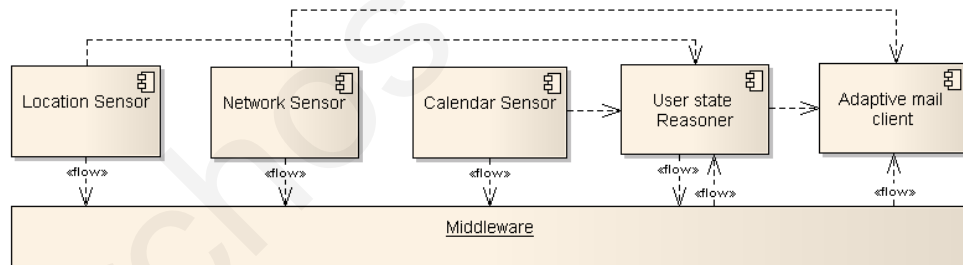 Location Sensor
Network Sensor
Calendar Sensor
User state
Reasoner
Adaptive mail
client
«flow»
«flow»
«flow»
«flow»
«flow»
«flow»
Middleware